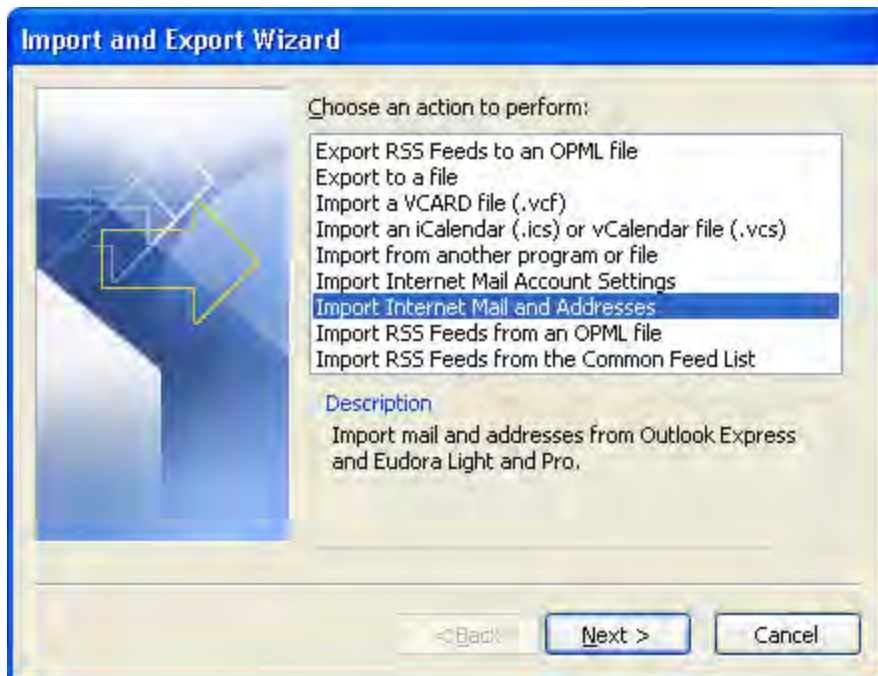 Import and Export Wizard
Choose an action to perform:
Export RSS Feeds to an OPML file
Export to a file
Import a VCARD file (.vcf)
Import an iCalendar (.ics) or vCalendar file (.vcs)
Import from another program or file
Import Internet Mail Account Settings
Import Internet Mail and Addresses
Import RSS Feeds from an OPML file
Import RSS Feeds from the Common Feed List
Description
Import mail and addresses from Outlook Express
and Eudora Light and Pro.
< Back Next > Cancel